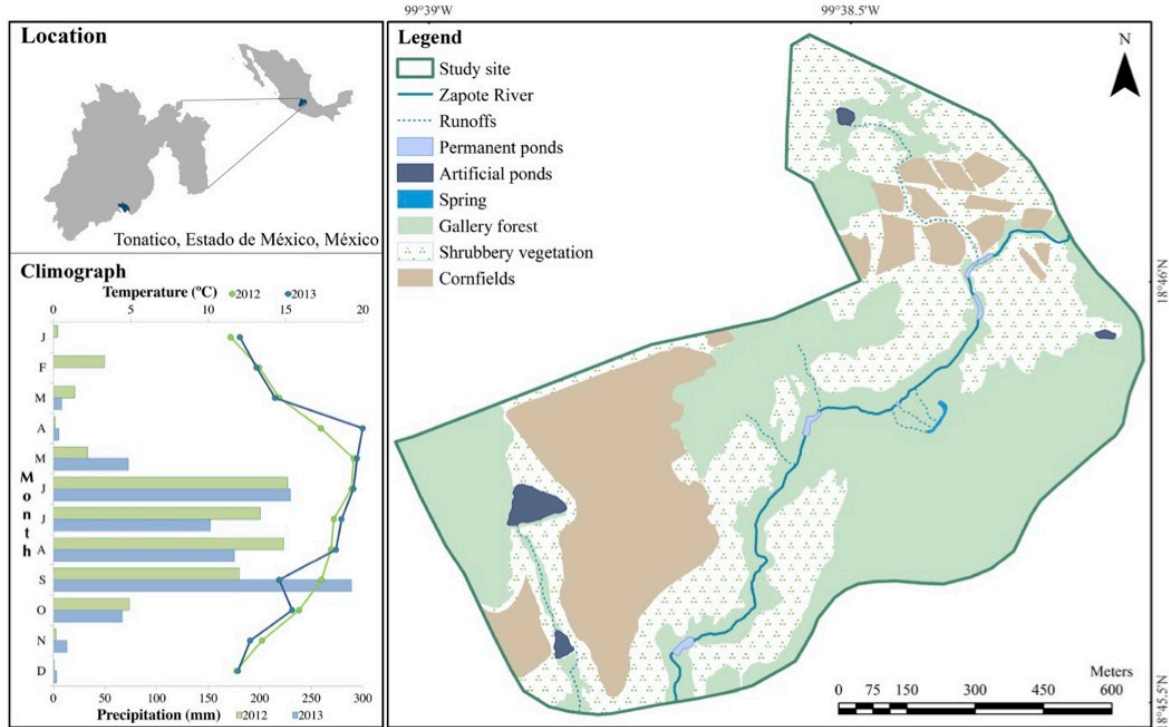 99°39'W
99°38.5'W
Location
Tonatico, Estado de México, México
Climograph
Temperature (ºC)
2012
2013
0
5
10
15
20
Month
J
F
M
A
M
J
J
A
S
O
N
D
0
50
100
150
200
250
300
Precipitation (mm)
2012
2013
Legend
Study site
Zapote River
Runoffs
Permanent ponds
Artificial ponds
Spring
Gallery forest
Shrubbery vegetation
Cornfields
N
18°46'N
Meters
0
75
150
300
450
600
18°45.5'N